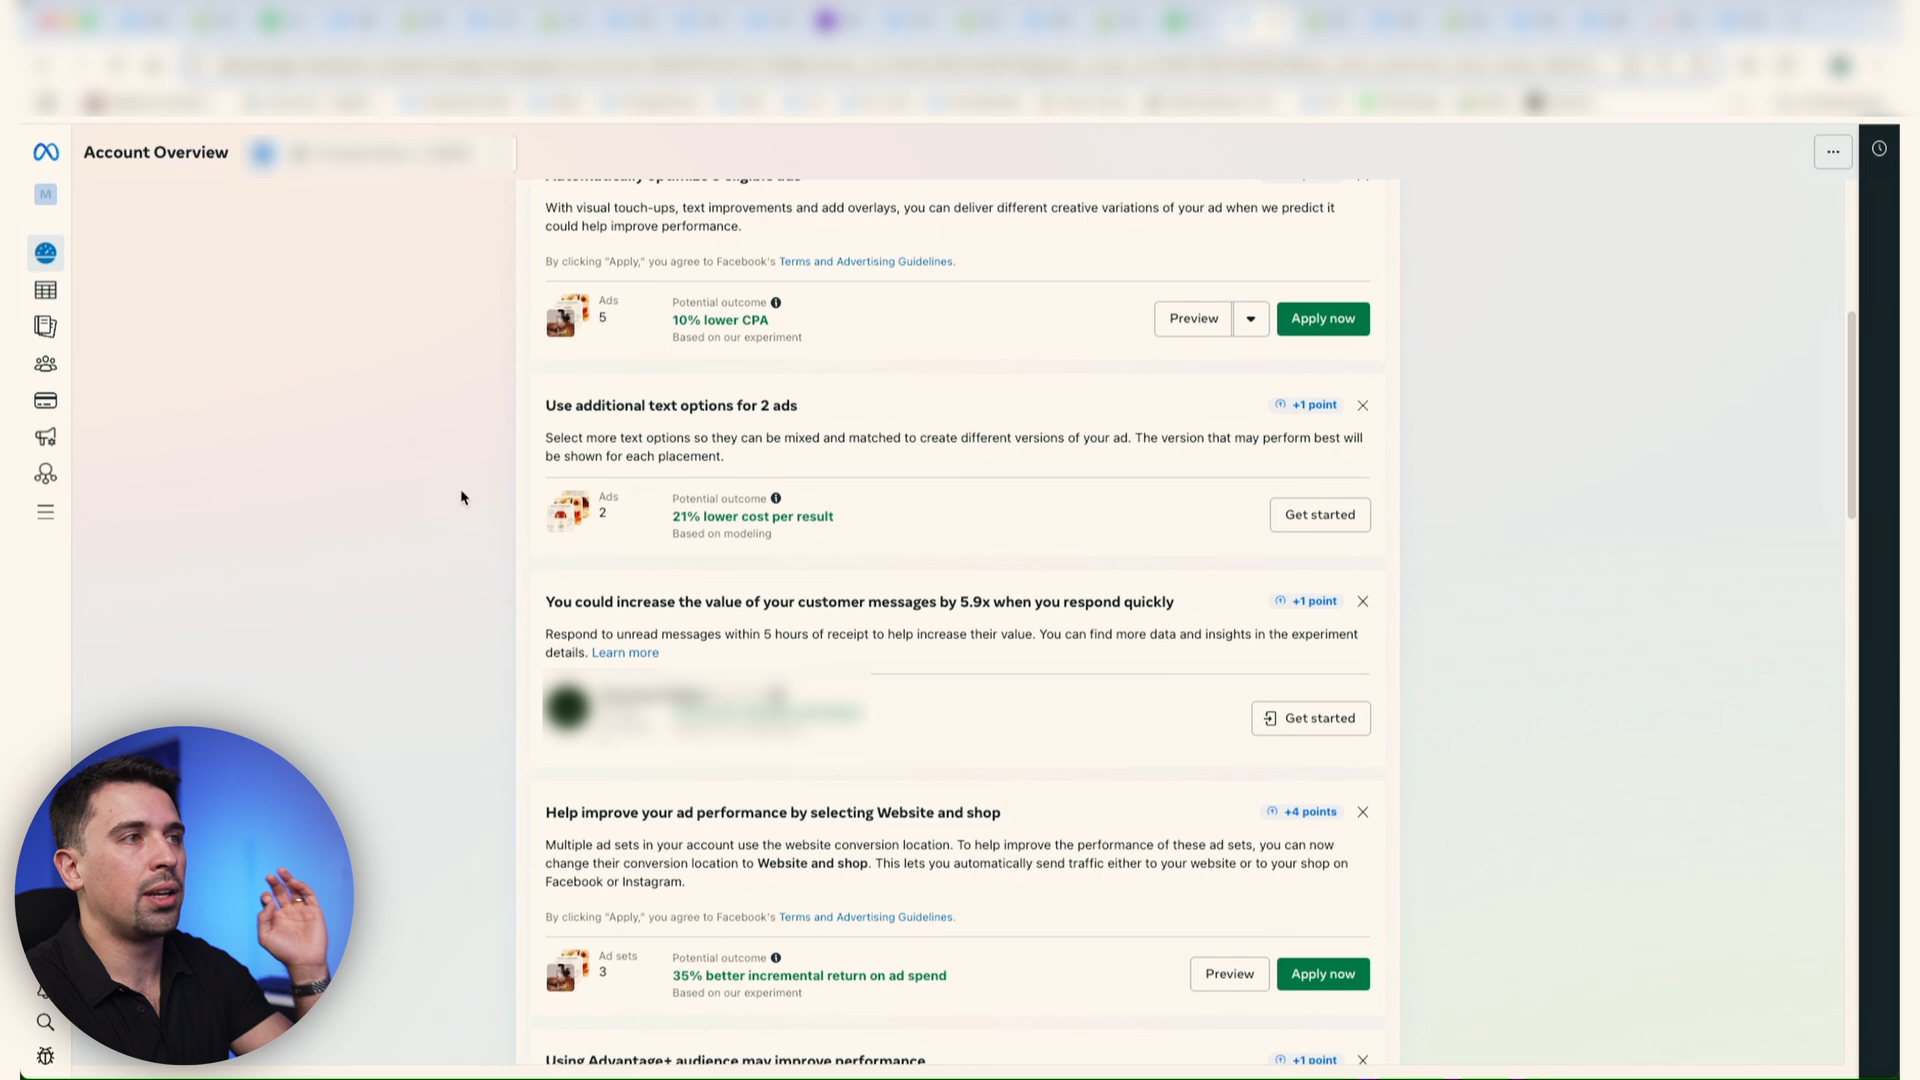 Account Overview
...
M
Automatically optimize 5 eligible ads
With visual touch-ups, text improvements and add overlays, you can deliver different creative variations of your ad when we predict it
could help improve performance.
By clicking "Apply," you agree to Facebook's Terms and Advertising Guidelines.
Ads
5
Potential outcome
10% lower CPA
Based on our experiment
Preview
Apply now
Use additional text options for 2 ads
+1 point
Select more text options so they can be mixed and matched to create different versions of your ad. The version that may perform best will
be shown for each placement.
Ads
2
Potential outcome
21% lower cost per result
Based on modeling
Get started
You could increase the value of your customer messages by 5.9x when you respond quickly
+1 point
Respond to unread messages within 5 hours of receipt to help increase their value. You can find more data and insights in the experiment
details. Learn more
Get started
Help improve your ad performance by selecting Website and shop
+4 points
Multiple ad sets in your account use the website conversion location. To help improve the performance of these ad sets, you can now
change their conversion location to Website and shop. This lets you automatically send traffic either to your website or to your shop on
Facebook or Instagram.
By clicking "Apply," you agree to Facebook's Terms and Advertising Guidelines.
Ad sets
3
Potential outcome
35% better incremental return on ad spend
Based on our experiment
Preview
Apply now
Using Advantage+ audience may improve performance
+1 point